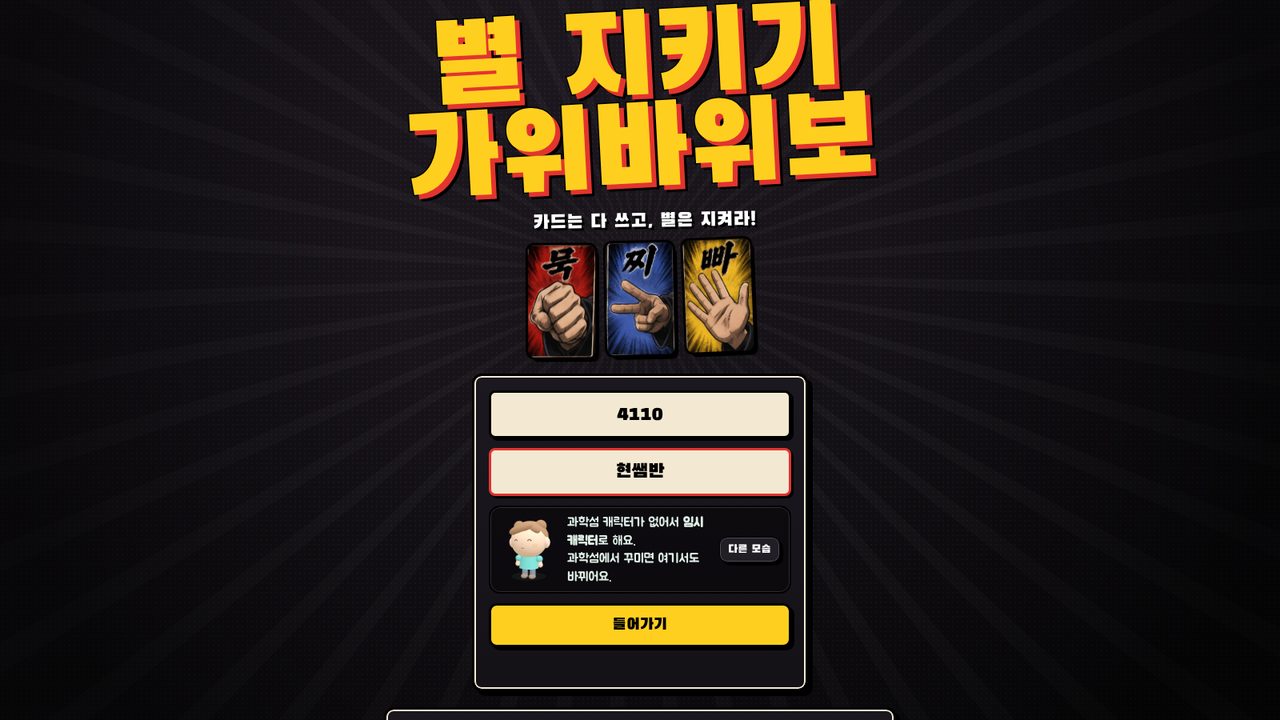 별 지키기
가위바위보
카드는 다 쓰고, 별은 지켜라!
묵
찌
빠
4110
현쌤반
과학섬 캐릭터가 없어서 임시
캐릭터로 해요.
과학섬에서 꾸미면 여기서도
바뀌어요.
다른 모습
들어가기